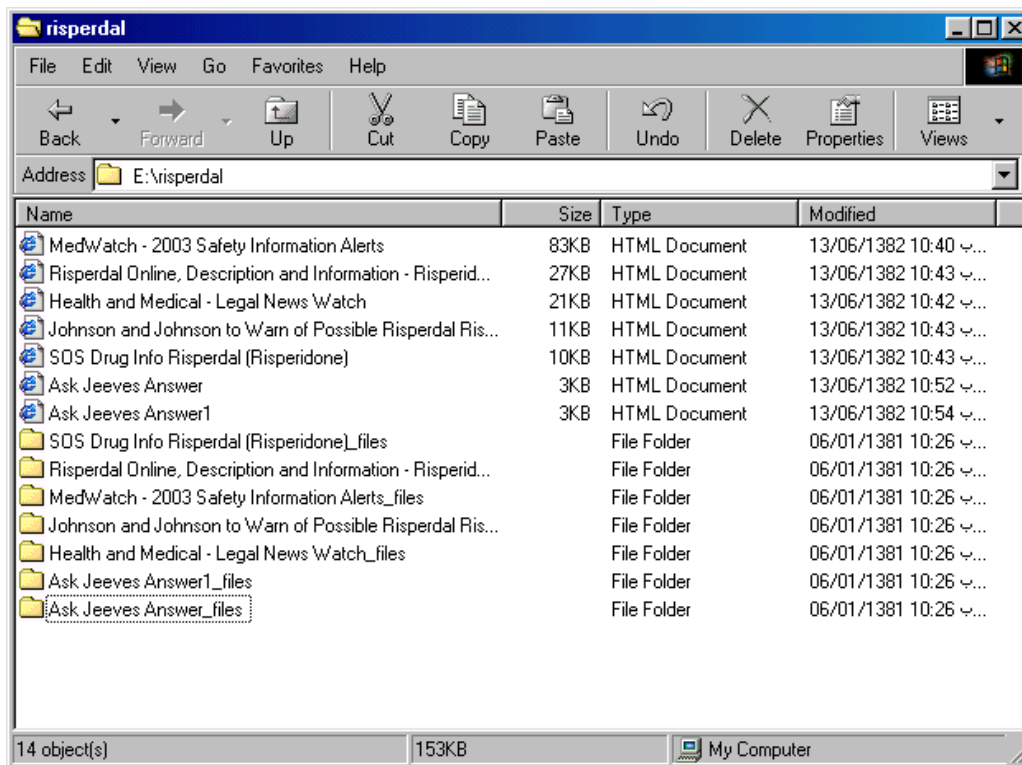 risperdal
File Edit View Go Favorites Help
Back Forward Up Cut Copy Paste Undo Delete Properties Views
Address E:\risperdal
Name Size Type Modified
MedWatch - 2003 Safety Information Alerts 83KB HTML Document 13/06/1382 10:40 ب...
Risperdal Online, Description and Information - Risperid... 27KB HTML Document 13/06/1382 10:43 ب...
Health and Medical - Legal News Watch 21KB HTML Document 13/06/1382 10:42 ب...
Johnson and Johnson to Warn of Possible Risperdal Ris... 11KB HTML Document 13/06/1382 10:43 ب...
SOS Drug Info Risperdal (Risperidone) 10KB HTML Document 13/06/1382 10:43 ب...
Ask Jeeves Answer 3KB HTML Document 13/06/1382 10:52 ب...
Ask Jeeves Answer1 3KB HTML Document 13/06/1382 10:54 ب...
SOS Drug Info Risperdal (Risperidone)_files File Folder 06/01/1381 10:26 ب...
Risperdal Online, Description and Information - Risperid... File Folder 06/01/1381 10:26 ب...
MedWatch - 2003 Safety Information Alerts_files File Folder 06/01/1381 10:26 ب...
Johnson and Johnson to Warn of Possible Risperdal Ris... File Folder 06/01/1381 10:26 ب...
Health and Medical - Legal News Watch_files File Folder 06/01/1381 10:26 ب...
Ask Jeeves Answer1_files File Folder 06/01/1381 10:26 ب...
Ask Jeeves Answer_files File Folder 06/01/1381 10:26 ب...
14 object(s) 153KB My Computer